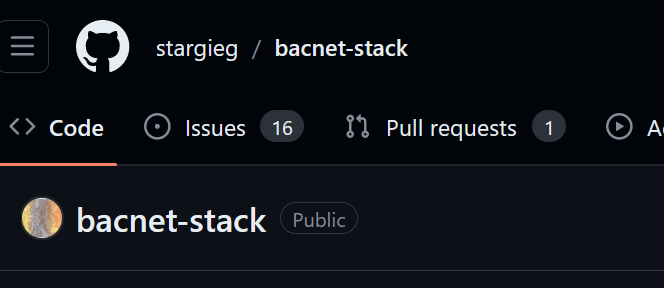 stargieg / bacnet-stack
Code Issues 16 Pull requests 1
bacnet-stack Public